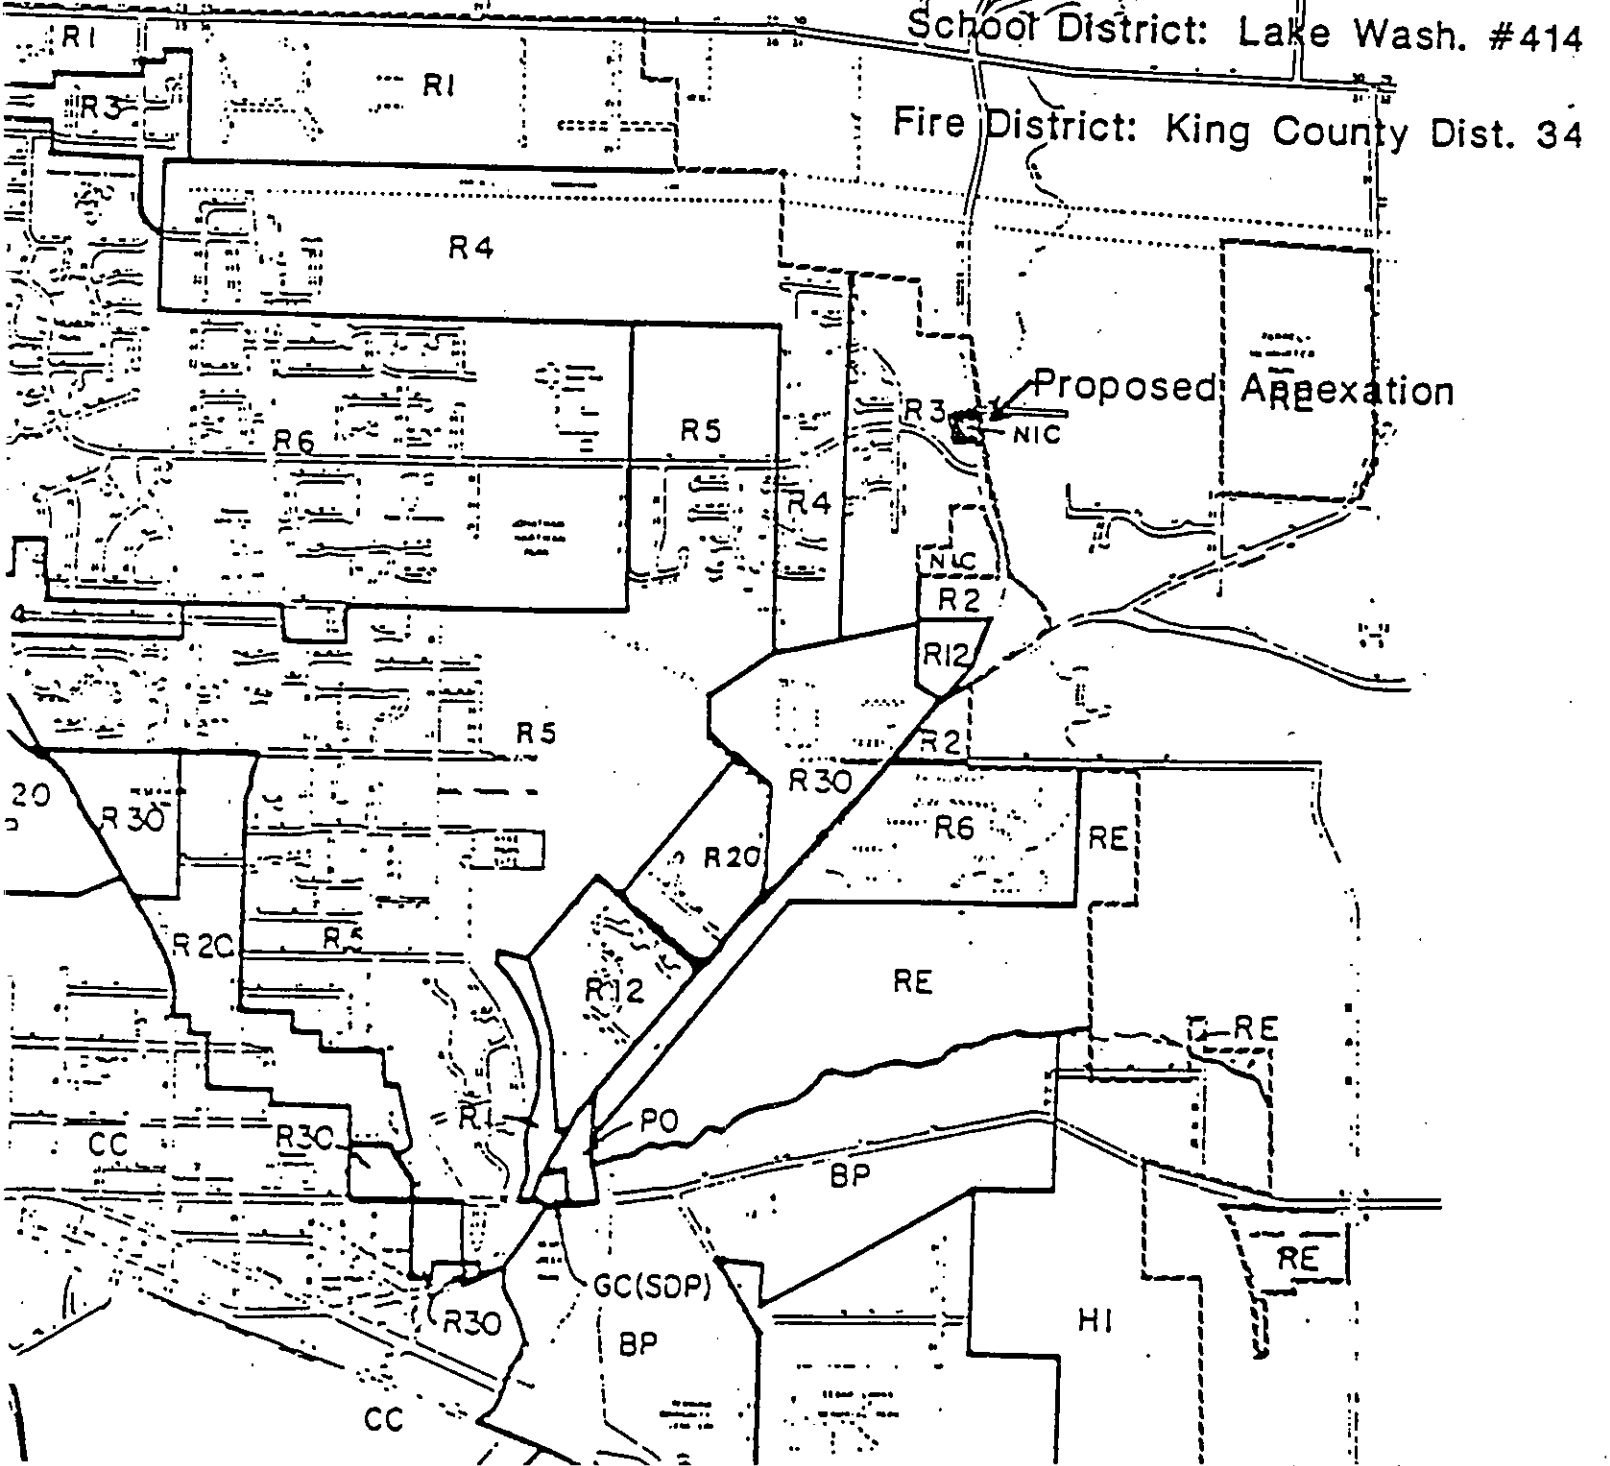 School District: Lake Wash. #414
R1
R1
R3
Fire District: King County Dist. 34
R4
Proposed Annexation
RE
R3
NIC
R6
R5
R4
NIC
R2
R12
R5
R2
20
R30
R30
R6
RE
R20
R20
R5
RE
R12
RE
R1
PO
CC
R30
BP
RE
GC(SDP)
R30
BP
HI
CC